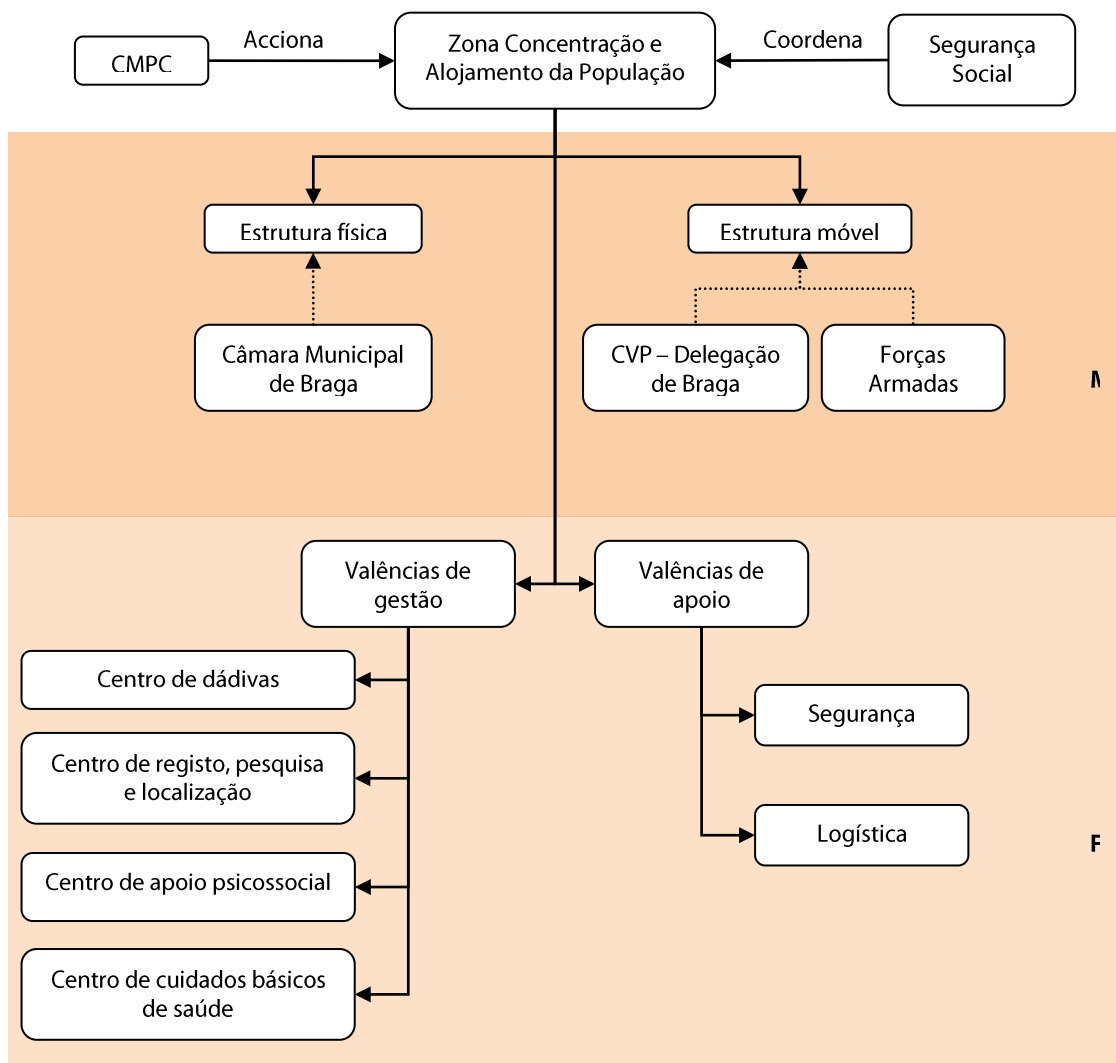 Acciona
Zona Concentração e
Alojamento da População
Coordena
Segurança
Social
CMPC
Estrutura física
Estrutura móvel
Câmara Municipal
de Braga
CVP – Delegação
de Braga
Forças
Armadas
Valências de
gestão
Valências de
apoio
Centro de dádivas
Segurança
Centro de registo, pesquisa
e localização
Logística
Centro de apoio psicossocial
Centro de cuidados básicos
de saúde